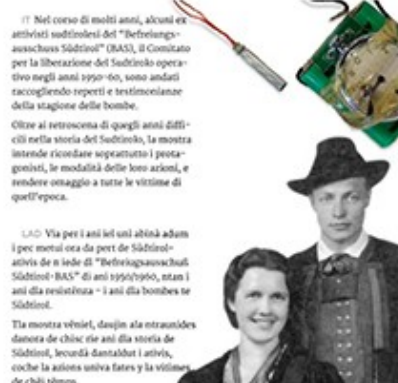 IT Nel corso di molti anni, alcuni ex
attivisti sudtirolesi del "Befreiungs-
ausschuss Südtirol" (BAS), il Comitato
per la liberazione del Sudtirolo opera-
tivo negli anni 1950-60, sono andati
raccogliendo reperti e testimonianze
della stagione delle bombe.
Oltre ai retroscena di quegli anni diffi-
cili nella storia del Sudtirolo, la mostra
intende ricordare soprattutto i prota-
gonisti, le modalità delle loro azioni, e
rendere omaggio a tutte le vittime di
quell'epoca.
LAD Via per i ani iel uni abinà adum
i pec metui ora da pert de Südtirol-
ativis de n iede dl "Befreiugsauschuß
Südtirol-BAS" di ani 1950/1960, ntan i
ani dla resistënza – i ani dla bombes te
Südtirol.
Tla mostra vëniel, daujin ala ntraunides
danora de chisc rie ani dla storia de
Südtirol, lecurdà dantaldut i ativis,
coche la azions univa fates y la vitimes
de chëi tëmps.